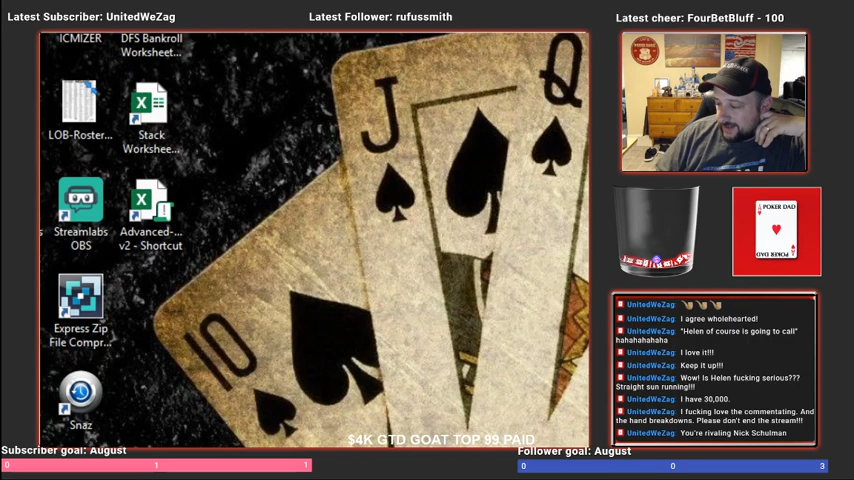 Latest Subscriber: UnitedWeZag
Latest Follower: rufussmith
Latest cheer: FourBetBluff - 100
ICMIZER
DFS Bankroll
Worksheet...
LOB-Roster...
Stack
Workshee...
Streamlabs
OBS
Advanced-...
v2 - Shortcut
Express Zip
File Compr...
Snaz
J
Q
10
$4K GTD GOAT TOP 99 PAID
A
POKER DAD
POKER DAD
A
UnitedWeZag:
UnitedWeZag: I agree wholehearted!
UnitedWeZag: "Helen of course is going to call"
hahahahahaha
UnitedWeZag: I love it!!!
UnitedWeZag: Keep it up!!!
UnitedWeZag: Wow! Is Helen fucking serious???
Straight sun running!!!
UnitedWeZag: I have 30,000.
UnitedWeZag: I fucking love the commentating. And
the hand breakdowns. Please don't end the stream!!!
UnitedWeZag: You're rivaling Nick Schulman
Subscriber goal: August
0 1 1
Follower goal: August
0 0 3